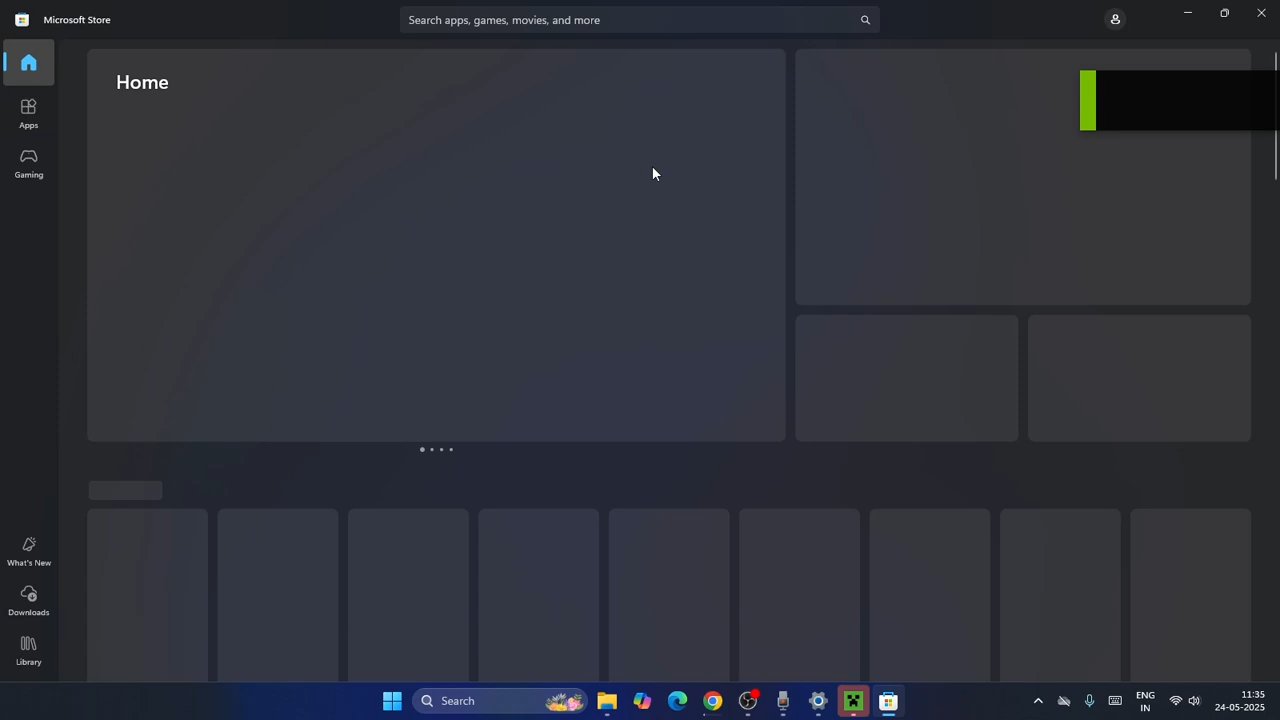 Microsoft Store
Search apps, games, movies, and more
Home
Apps
Gaming
What's New
Downloads
Library
Search
ENG
IN
11:35
24-05-2025